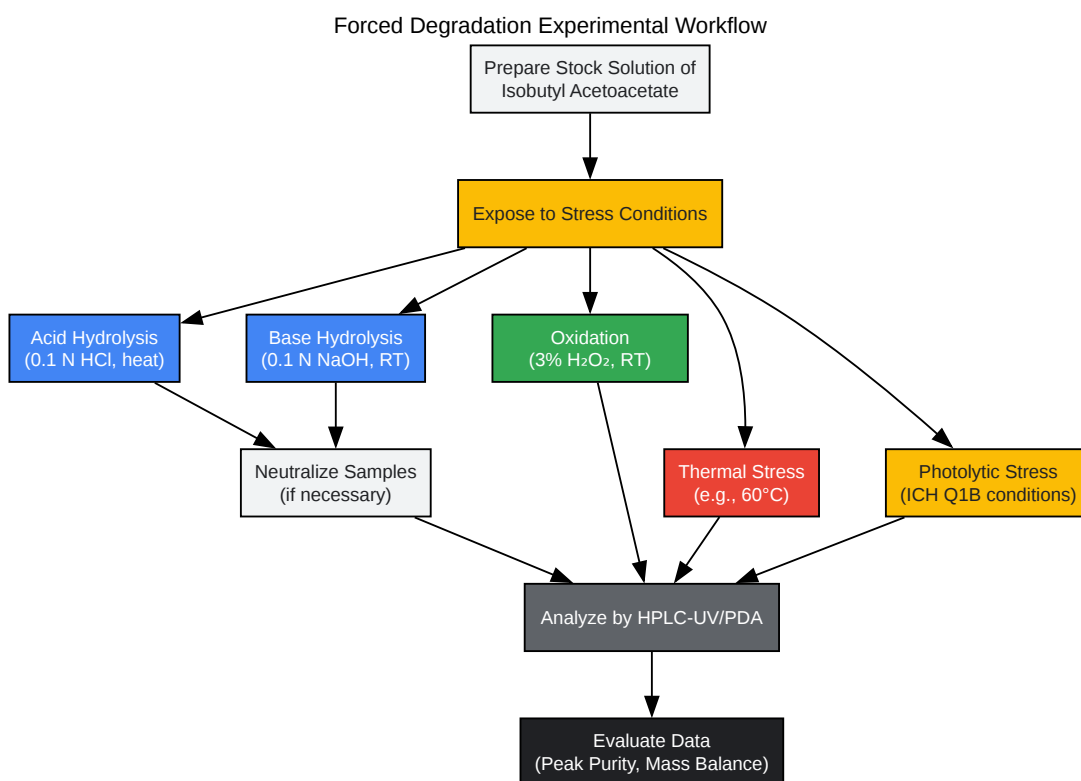 Forced Degradation Experimental Workflow
Prepare Stock Solution of
Isobutyl Acetoacetate
Expose to Stress Conditions
Acid Hydrolysis
(0.1 N HCl, heat)
Base Hydrolysis
(0.1 N NaOH, RT)
Oxidation
(3% H₂O₂, RT)
Neutralize Samples
(if necessary)
Thermal Stress
(e.g., 60°C)
Photolytic Stress
(ICH Q1B conditions)
Analyze by HPLC-UV/PDA
Evaluate Data
(Peak Purity, Mass Balance)